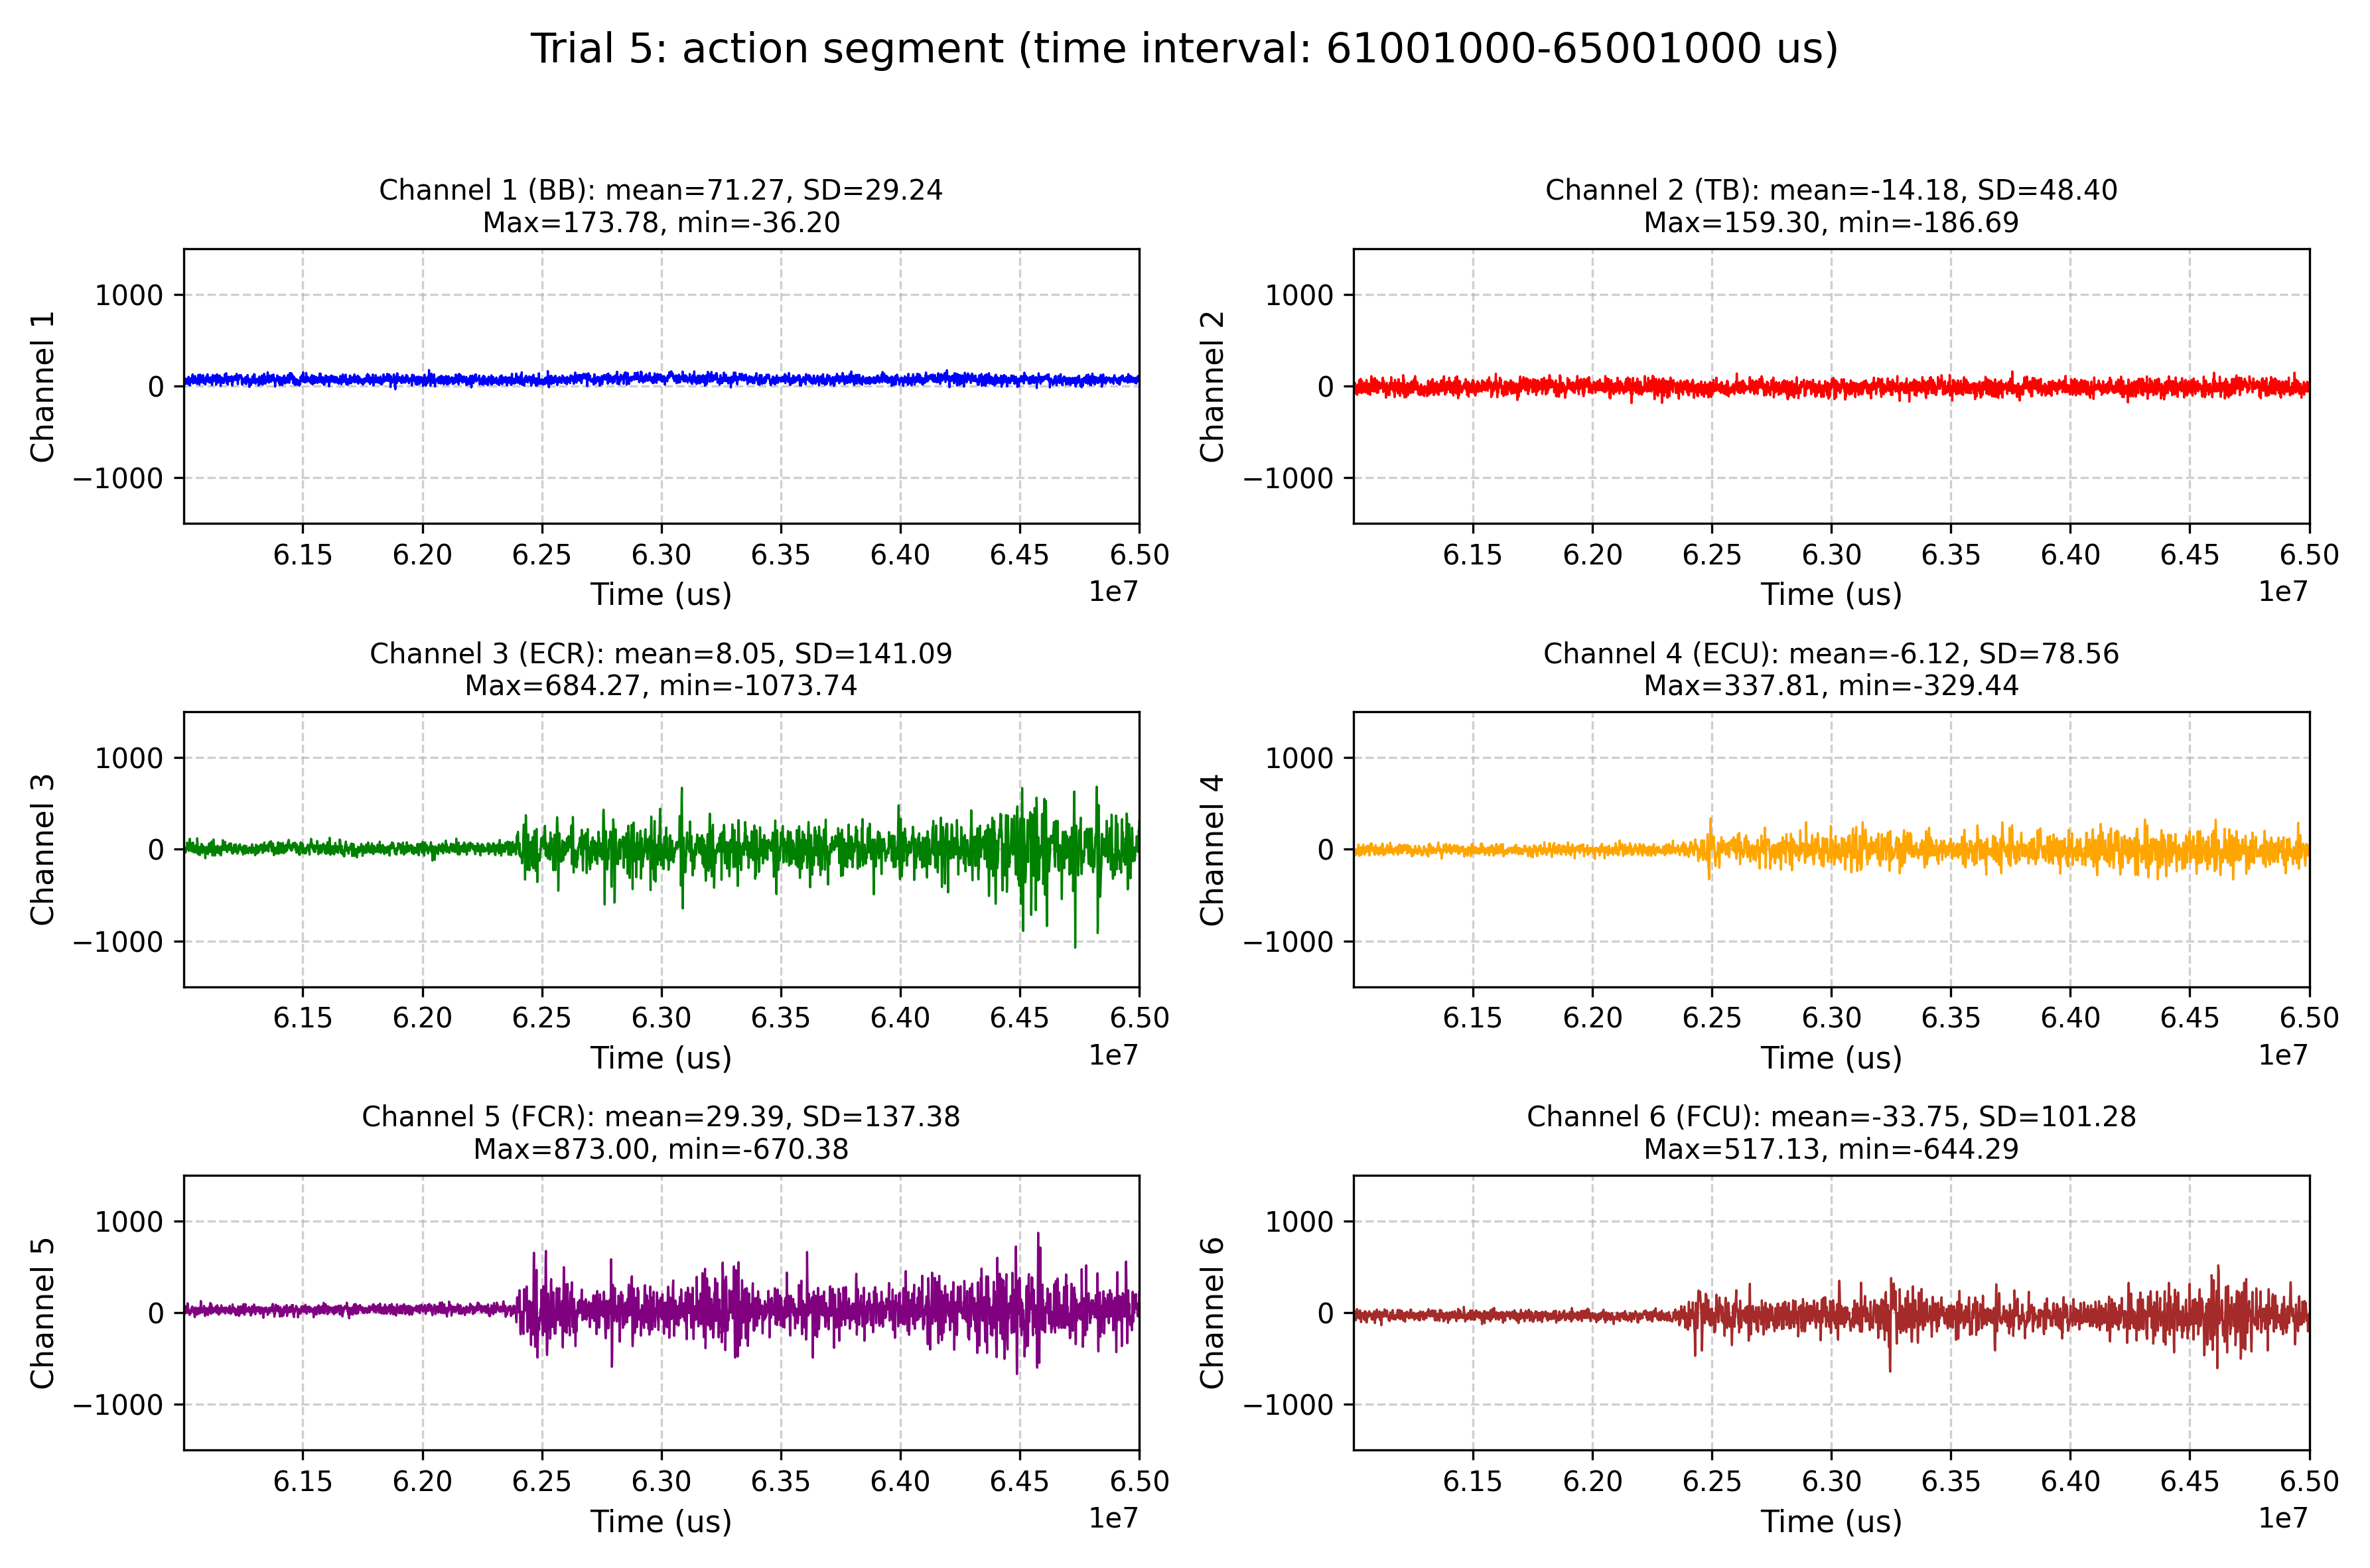 Trial 5: action segment (time interval: 61001000-65001000 us)
Channel 1 (BB): mean=71.27, SD=29.24
Max=173.78, min=-36.20
Channel 1
1000
0
−1000
6.15 6.20 6.25 6.30 6.35 6.40 6.45 6.50
Time (us)
1e7
Channel 2 (TB): mean=-14.18, SD=48.40
Max=159.30, min=-186.69
Channel 2
1000
0
−1000
6.15 6.20 6.25 6.30 6.35 6.40 6.45 6.50
Time (us)
1e7
Channel 3 (ECR): mean=8.05, SD=141.09
Max=684.27, min=-1073.74
Channel 3
1000
0
−1000
6.15 6.20 6.25 6.30 6.35 6.40 6.45 6.50
Time (us)
1e7
Channel 4 (ECU): mean=-6.12, SD=78.56
Max=337.81, min=-329.44
Channel 4
1000
0
−1000
6.15 6.20 6.25 6.30 6.35 6.40 6.45 6.50
Time (us)
1e7
Channel 5 (FCR): mean=29.39, SD=137.38
Max=873.00, min=-670.38
Channel 5
1000
0
−1000
6.15 6.20 6.25 6.30 6.35 6.40 6.45 6.50
Time (us)
1e7
Channel 6 (FCU): mean=-33.75, SD=101.28
Max=517.13, min=-644.29
Channel 6
1000
0
−1000
6.15 6.20 6.25 6.30 6.35 6.40 6.45 6.50
Time (us)
1e7